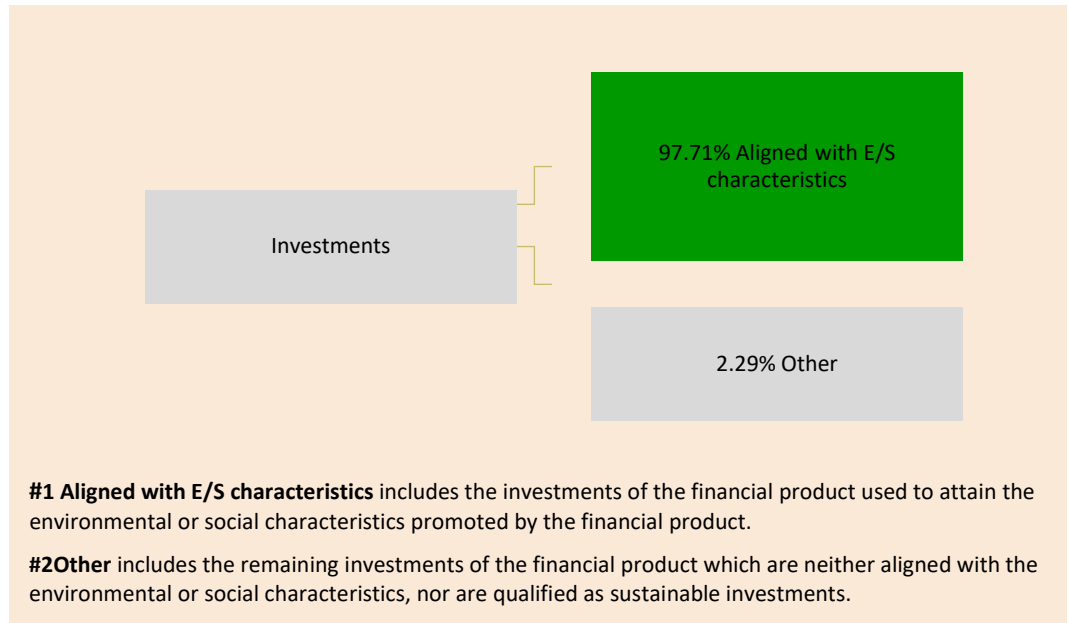 97.71% Aligned with E/S
characteristics
Investments
2.29% Other
#1 Aligned with E/S characteristics includes the investments of the financial product used to attain the
environmental or social characteristics promoted by the financial product.
#2Other includes the remaining investments of the financial product which are neither aligned with the
environmental or social characteristics, nor are qualified as sustainable investments.